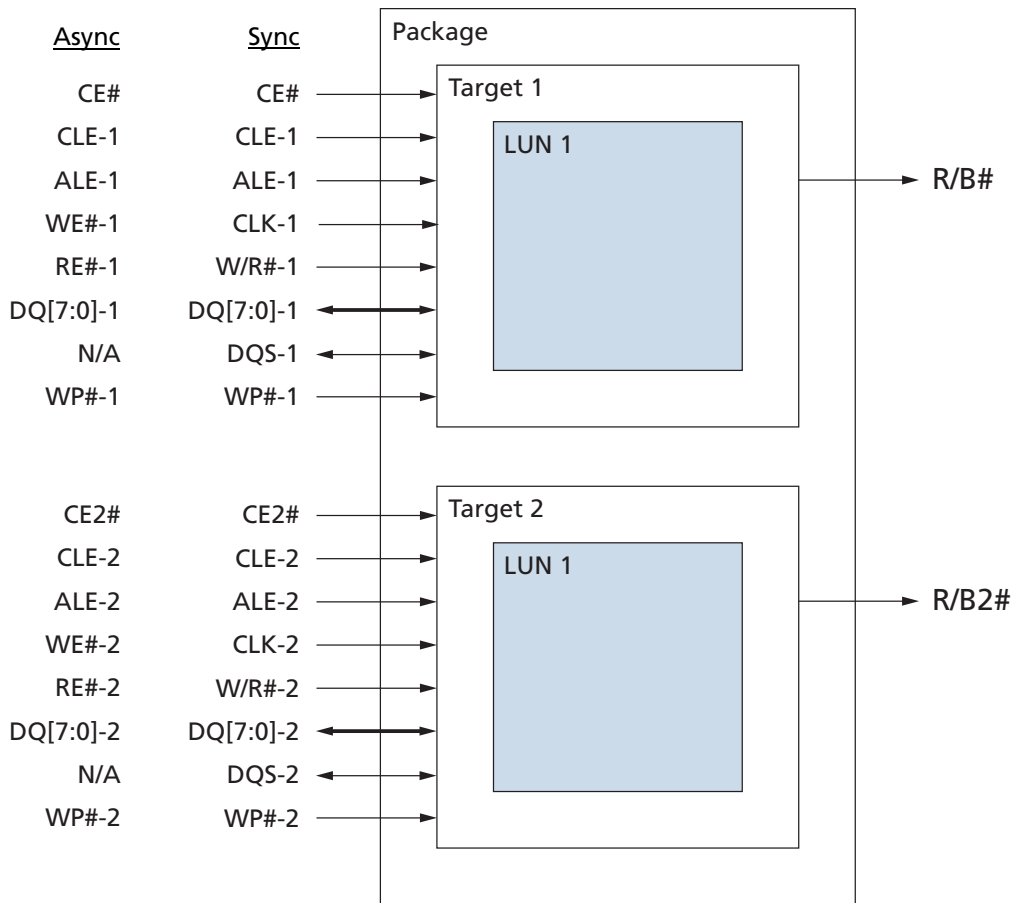 Async Sync Package
CE# CE# Target 1
CLE-1 CLE-1 LUN 1
ALE-1 ALE-1 R/B#
WE#-1 CLK-1
RE#-1 W/R#-1
DQ[7:0]-1 DQ[7:0]-1
N/A DQS-1
WP#-1 WP#-1
CE2# CE2# Target 2
CLE-2 CLE-2 LUN 1
ALE-2 ALE-2 R/B2#
WE#-2 CLK-2
RE#-2 W/R#-2
DQ[7:0]-2 DQ[7:0]-2
N/A DQS-2
WP#-2 WP#-2